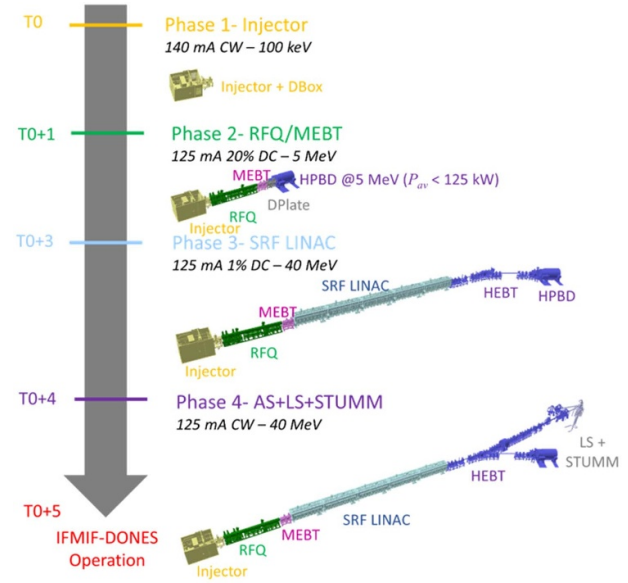 T0
Phase 1- Injector
140 mA CW – 100 keV
Injector + DBox
T0+1
Phase 2- RFQ/MEBT
125 mA 20% DC – 5 MeV
MEBT
HPBD @5 MeV (Pav < 125 kW)
DPlate
RFQ
Injector
T0+3
Phase 3- SRF LINAC
125 mA 1% DC – 40 MeV
SRF LINAC
HEBT
HPBD
MEBT
RFQ
Injector
T0+4
Phase 4- AS+LS+STUMM
125 mA CW – 40 MeV
LS +
STUMM
HEBT
SRF LINAC
MEBT
RFQ
Injector
T0+5
IFMIF-DONES
Operation